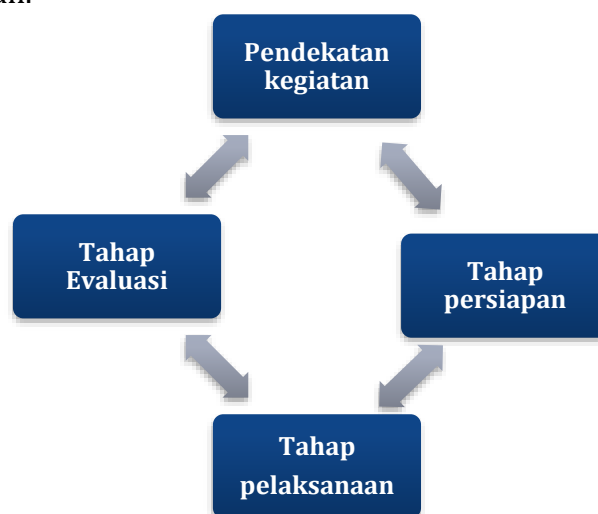 Pendekatan
kegiatan
Tahap
Evaluasi
Tahap
persiapan
Tahap
pelaksanaan